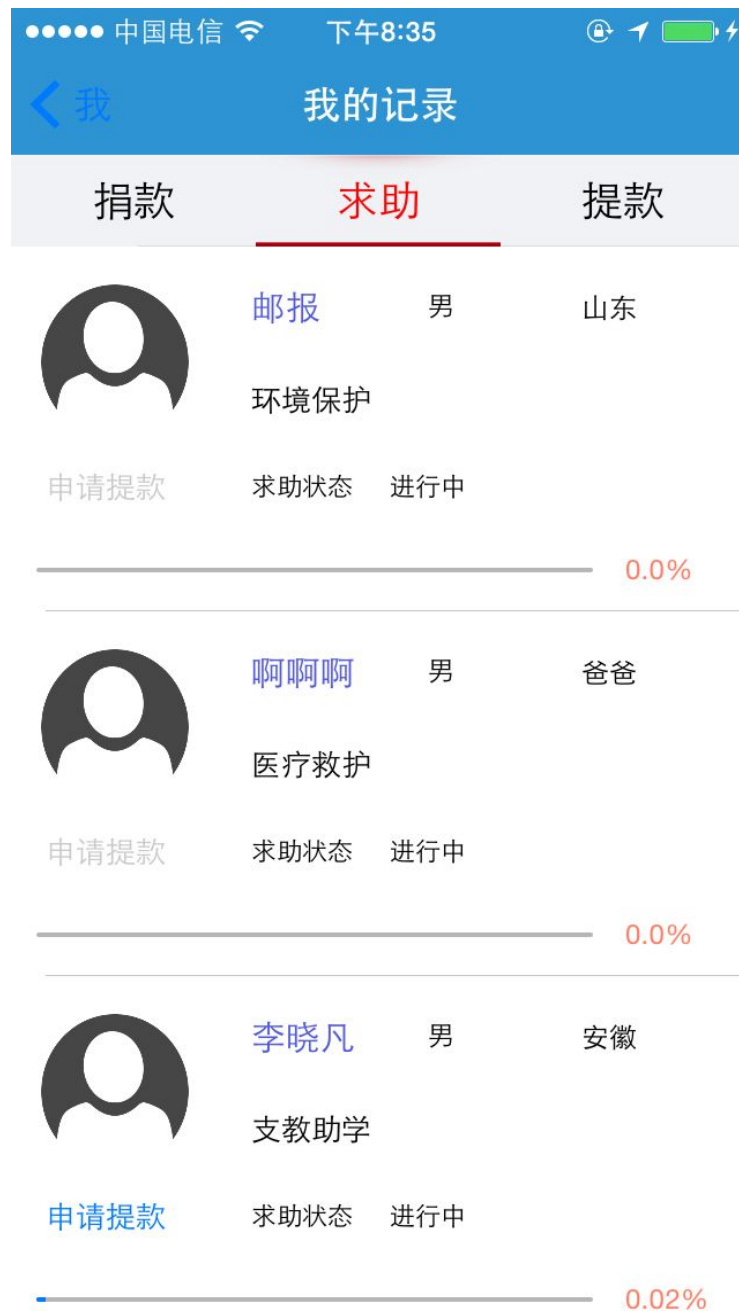 中国电信 下午8:35
我 我的记录
捐款 求助 提款
邮报 男 山东
环境保护
申请提款 求助状态 进行中
0.0%
啊啊啊 男 爸爸
医疗救护
申请提款 求助状态 进行中
0.0%
李晓凡 男 安徽
支教助学
申请提款 求助状态 进行中
0.02%